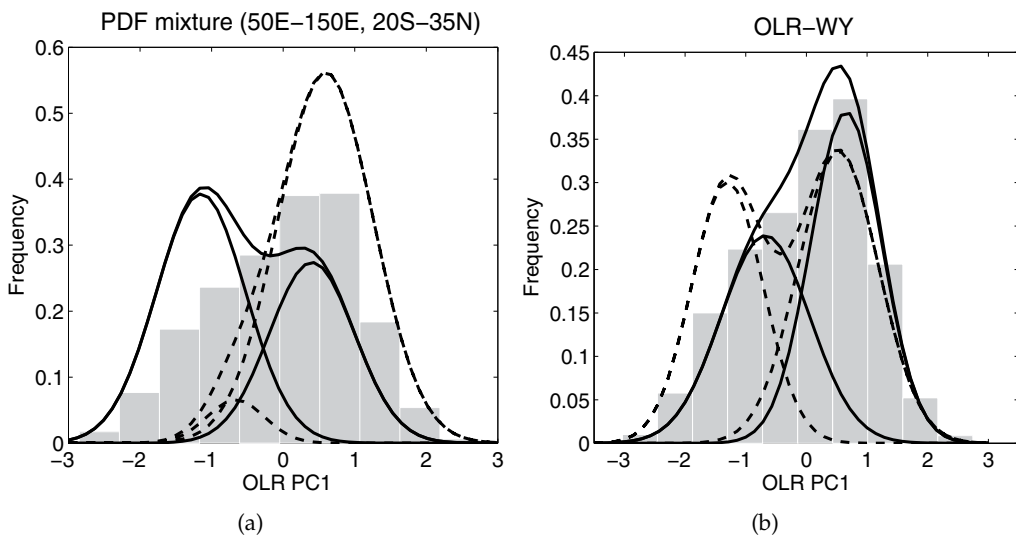 PDF mixture (50E−150E, 20S−35N)
0.6
0.5
0.4
0.3
0.2
0.1
0
Frequency
−3 −2 −1 0 1 2 3
OLR PC1
(a)
OLR−WY
0.45
0.4
0.35
0.3
0.25
0.2
0.15
0.1
0.05
0
Frequency
−3 −2 −1 0 1 2 3
OLR PC1
(b)